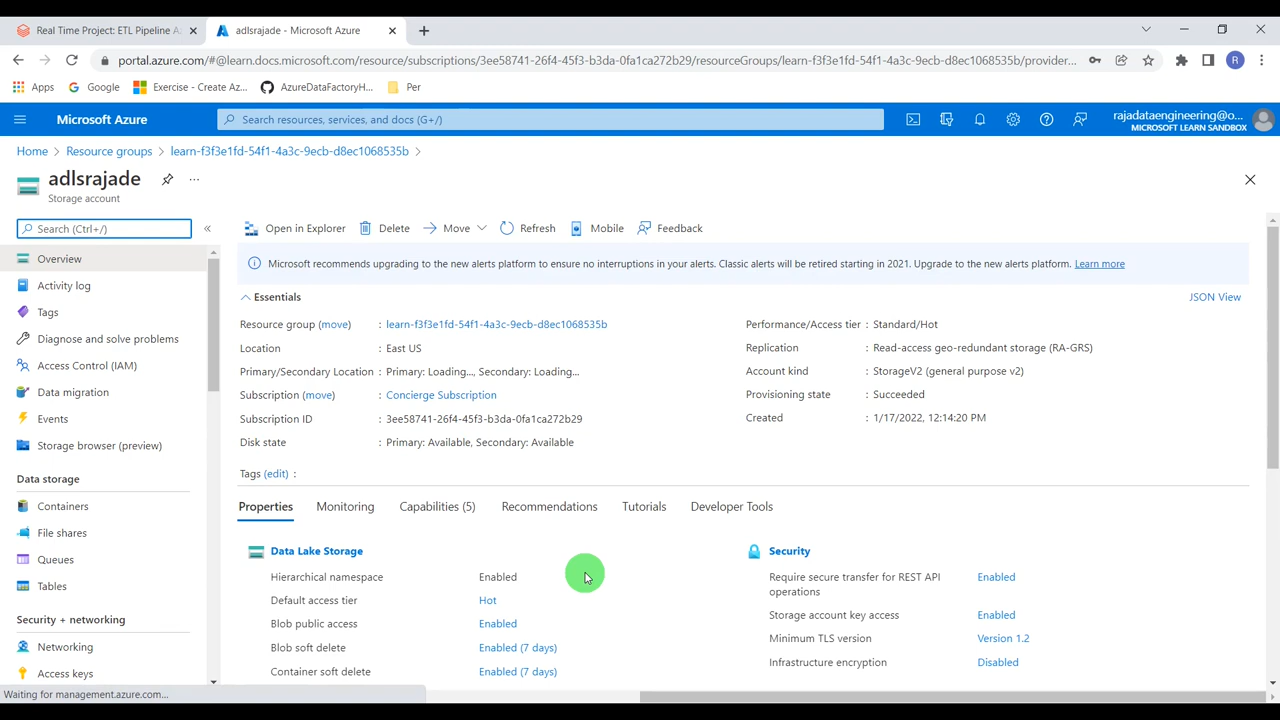 Real Time Project: ETL Pipeline Az
adlsrajade - Microsoft Azure
portal.azure.com/#@learn.docs.microsoft.com/resource/subscriptions/3ee58741-26f4-45f3-b3da-0fa1ca272b29/resourceGroups/learn-f3f3e1fd-54f1-4a3c-9ecb-d8ec1068535b/provider...
Apps
Google
Exercise - Create Az...
AzureDataFactoryH...
Per
Microsoft Azure
Search resources, services, and docs (G+/)
rajadataengineering@o...
MICROSOFT LEARN SANDBOX
R
Home > Resource groups > learn-f3f3e1fd-54f1-4a3c-9ecb-d8ec1068535b >
adlsrajade
Storage account
Search (Ctrl+/)
Overview
Activity log
Tags
Diagnose and solve problems
Access Control (IAM)
Data migration
Events
Storage browser (preview)
Data storage
Containers
File shares
Queues
Tables
Security + networking
Networking
Access keys
Open in Explorer Delete Move Refresh Mobile Feedback
Microsoft recommends upgrading to the new alerts platform to ensure no interruptions in your alerts. Classic alerts will be retired starting in 2021. Upgrade to the new alerts platform. Learn more
Essentials
JSON View
Resource group (move) : learn-f3f3e1fd-54f1-4a3c-9ecb-d8ec1068535b
Location : East US
Primary/Secondary Location : Primary: Loading..., Secondary: Loading...
Subscription (move) : Concierge Subscription
Subscription ID : 3ee58741-26f4-45f3-b3da-0fa1ca272b29
Disk state : Primary: Available, Secondary: Available
Tags (edit) :
Performance/Access tier : Standard/Hot
Replication : Read-access geo-redundant storage (RA-GRS)
Account kind : StorageV2 (general purpose v2)
Provisioning state : Succeeded
Created : 1/17/2022, 12:14:20 PM
Properties Monitoring Capabilities (5) Recommendations Tutorials Developer Tools
Data Lake Storage
Hierarchical namespace Enabled
Default access tier Hot
Blob public access Enabled
Blob soft delete Enabled (7 days)
Container soft delete Enabled (7 days)
Security
Require secure transfer for REST API Enabled
operations
Storage account key access Enabled
Minimum TLS version Version 1.2
Infrastructure encryption Disabled
Waiting for management.azure.com...